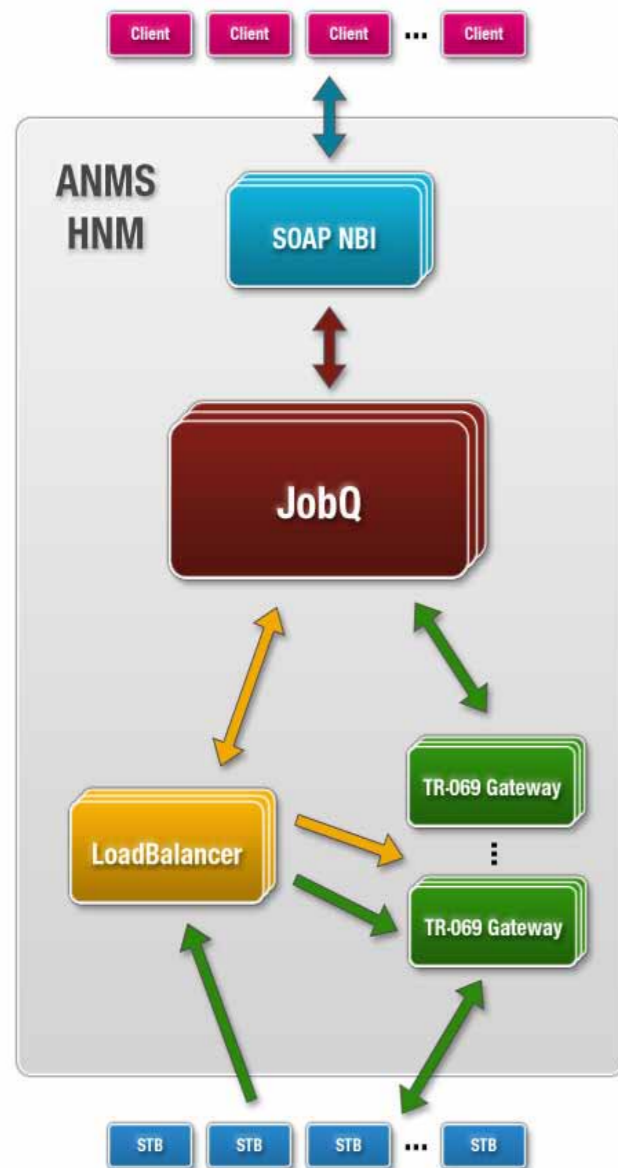 Client Client Client ... Client
ANMS
HNM
SOAP NBI
JobQ
TR-069 Gateway
LoadBalancer
TR-069 Gateway
STB STB STB ... STB